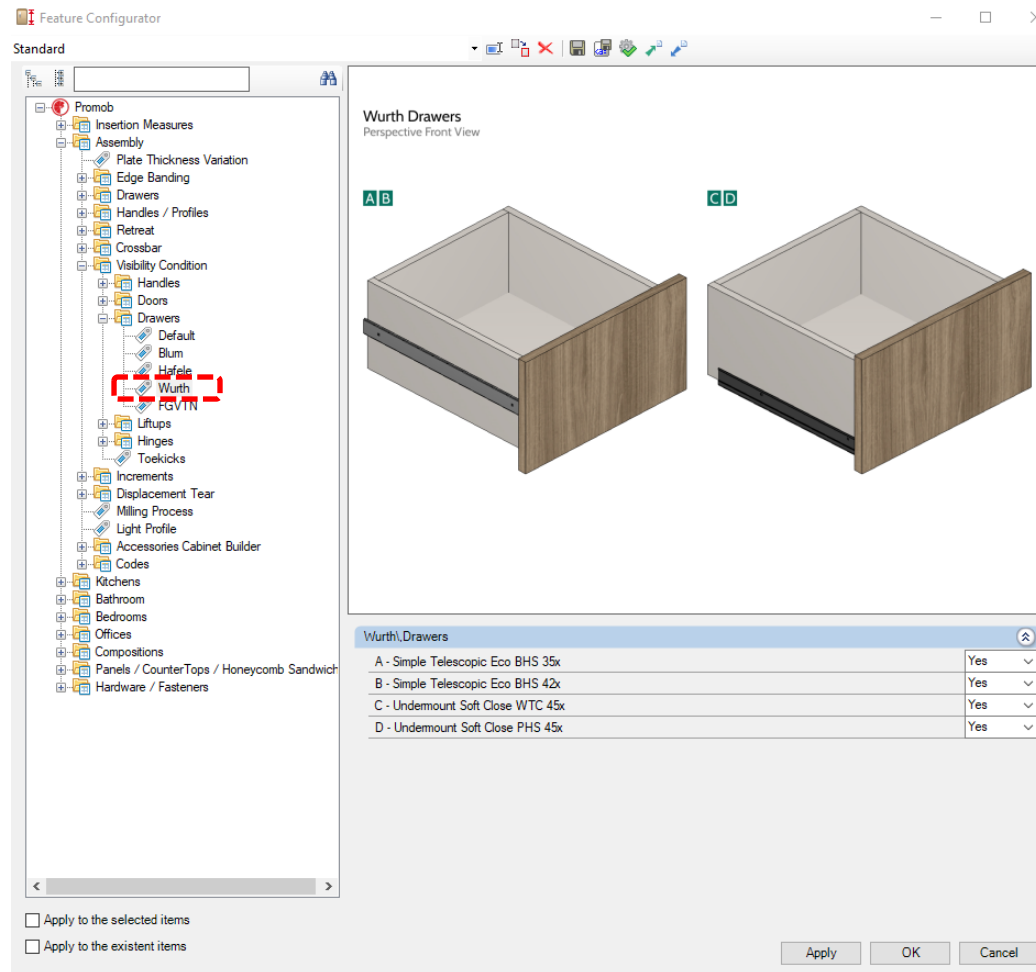 Feature Configurator
Standard
Promob
Insertion Measures
Assembly
Plate Thickness Variation
Edge Banding
Drawers
Handles / Profiles
Retreat
Crossbar
Visibility Condition
Handles
Doors
Drawers
Default
Blum
Hafele
Wurth
FGVTN
Liftups
Hinges
Toekicks
Increments
Displacement Tear
Milling Process
Light Profile
Accessories Cabinet Builder
Codes
Kitchens
Bathroom
Bedrooms
Offices
Compositions
Panels / CounterTops / Honeycomb Sandwich
Hardware / Fasteners
Wurth Drawers
Perspective Front View
A B
C D
Wurth\,Drawers
A - Simple Telescopic Eco BHS 35x Yes
B - Simple Telescopic Eco BHS 42x Yes
C - Undermount Soft Close WTC 45x Yes
D - Undermount Soft Close PHS 45x Yes
Apply to the selected items
Apply to the existent items
Apply OK Cancel